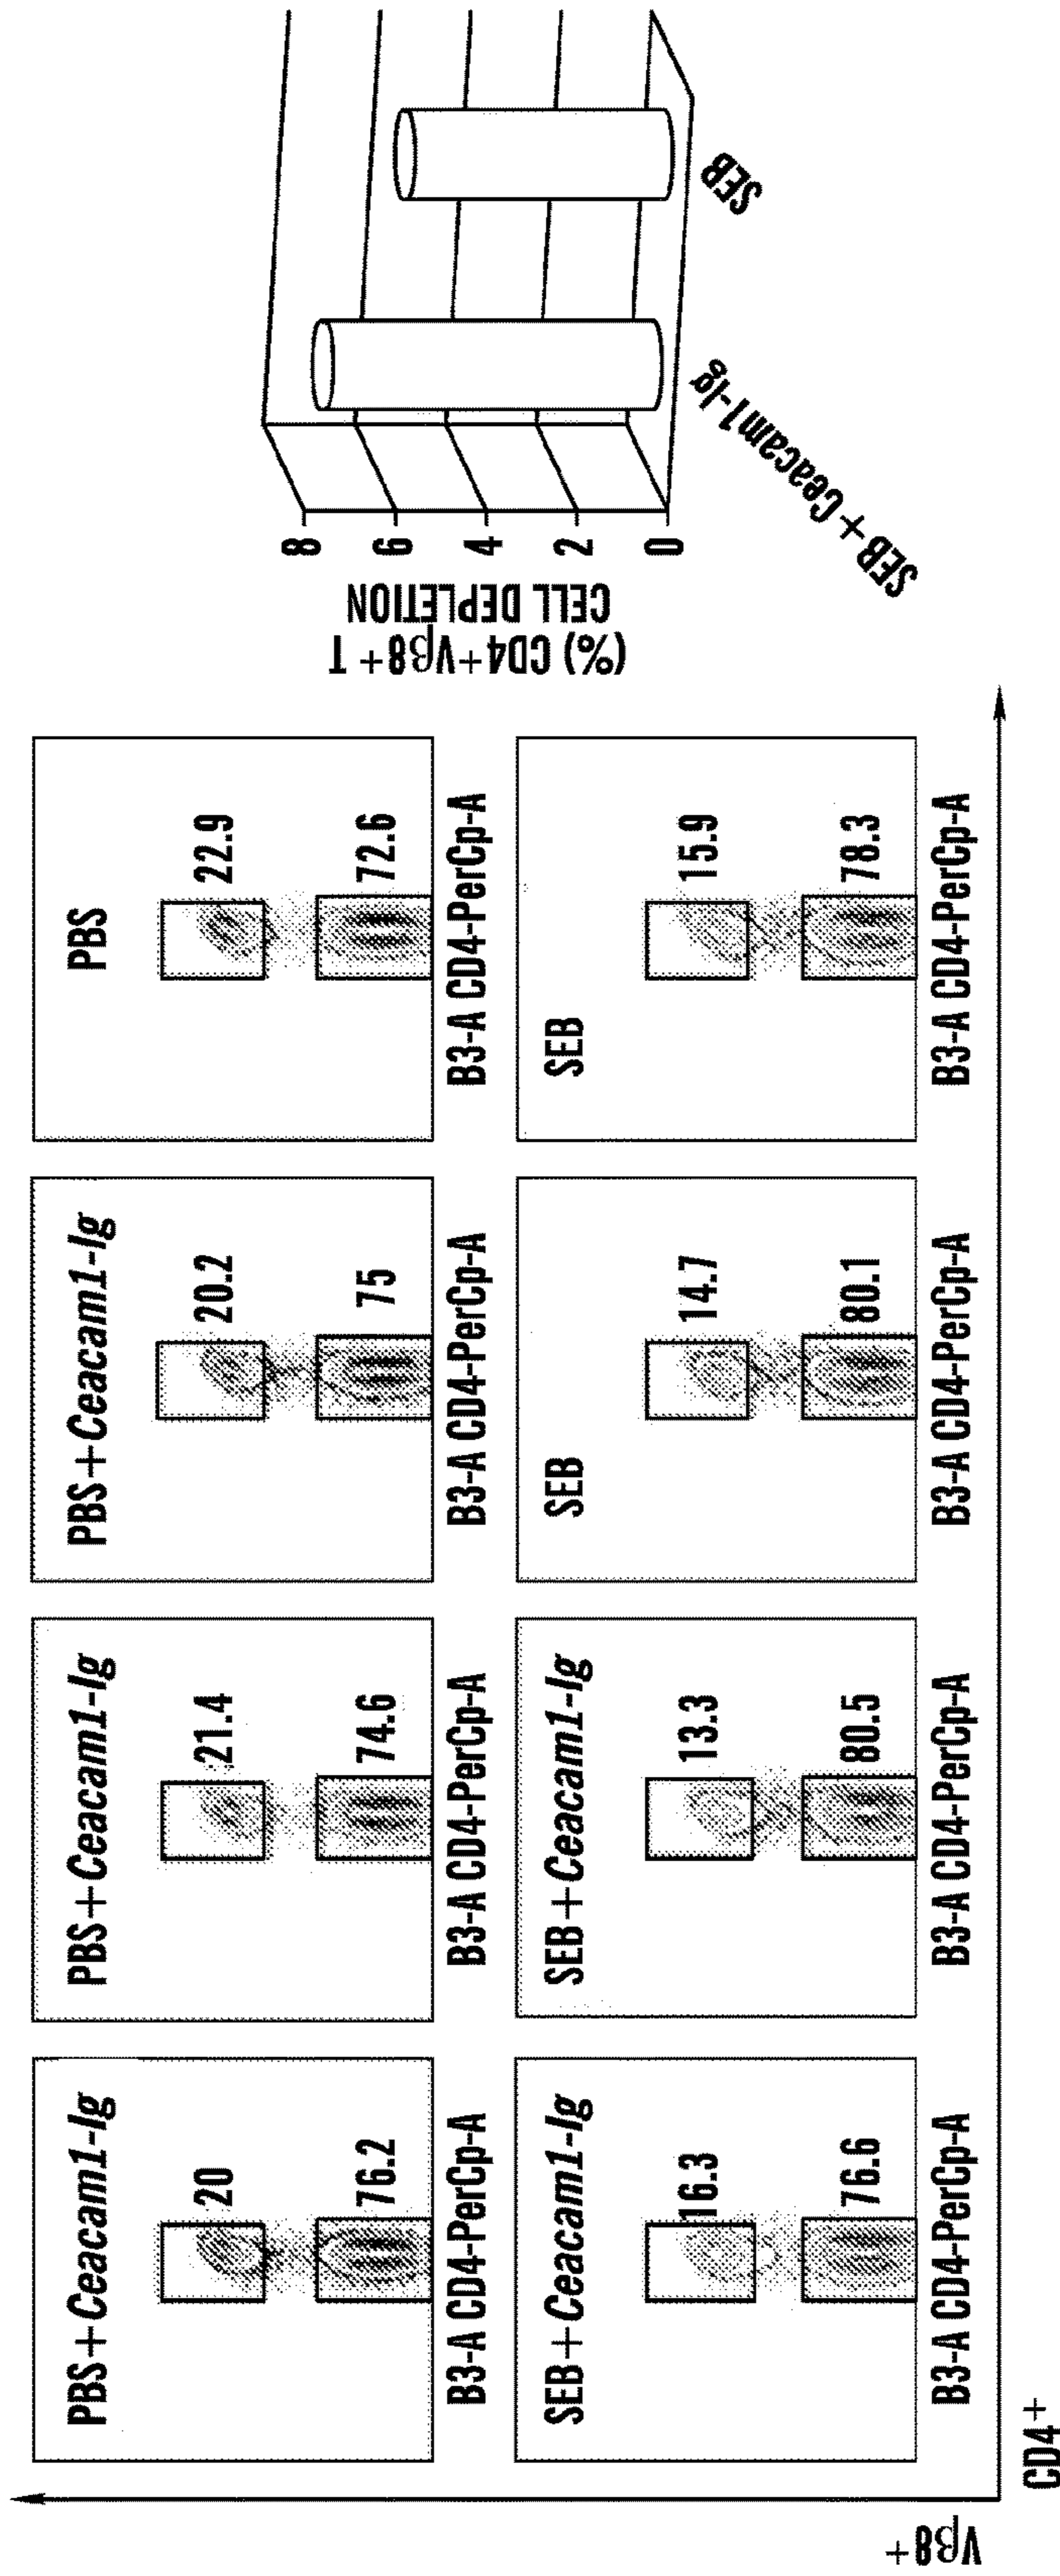 Vβ8+
PBS+Ceacam1-Ig
20
76.2
B3-A CD4-PerCp-A
PBS+Ceacam1-Ig
21.4
74.6
B3-A CD4-PerCp-A
PBS+Ceacam1-Ig
20.2
75
B3-A CD4-PerCp-A
PBS
22.9
72.6
B3-A CD4-PerCp-A
SEB+Ceacam1-Ig
16.3
76.6
B3-A CD4-PerCp-A
SEB+Ceacam1-Ig
13.3
80.5
B3-A CD4-PerCp-A
SEB
14.7
80.1
B3-A CD4-PerCp-A
SEB
15.9
78.3
B3-A CD4-PerCp-A
CD4+
(%) CD4+Vβ8+ T
CELL DEPLETION
8
6
4
2
0
SEB+Ceacam1-Ig
SEB